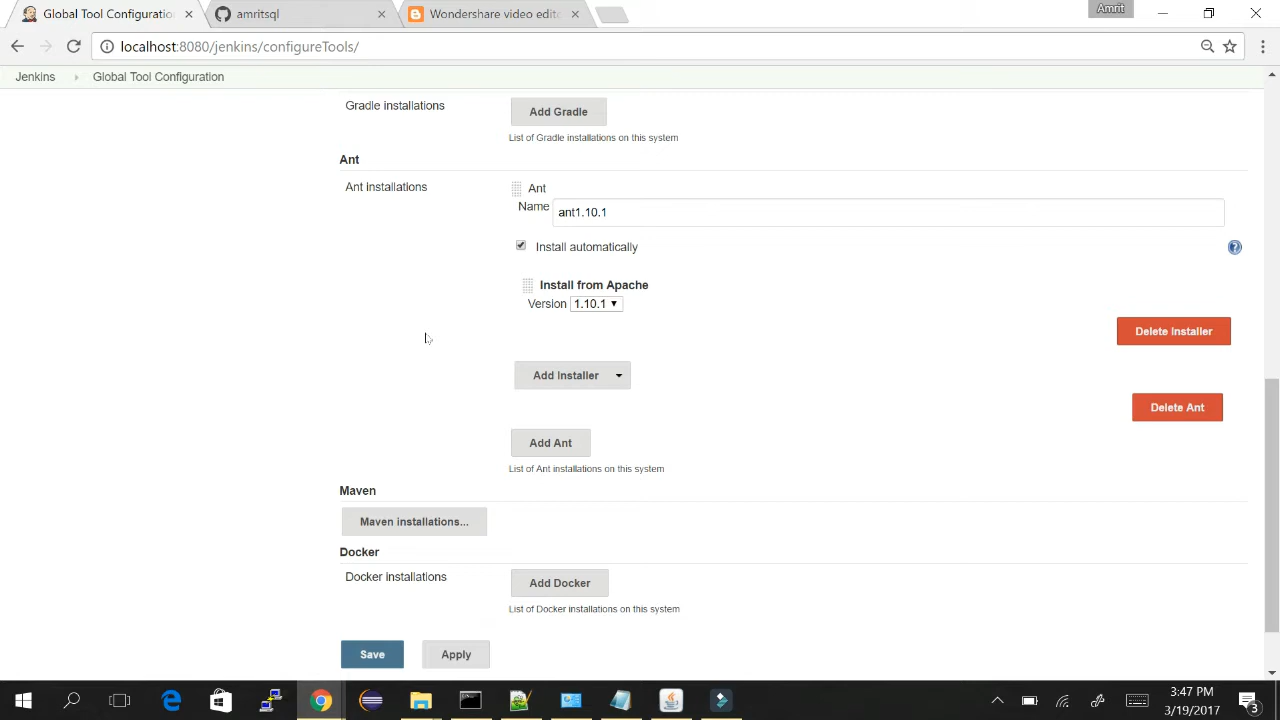 Global Tool Configuratio
amritsql
Wondershare video edito
Amrit
localhost:8080/jenkins/configureTools/
Jenkins
Global Tool Configuration
Gradle installations
Add Gradle
List of Gradle installations on this system
Ant
Ant installations
Ant
Name
ant1.10.1
Install automatically
Install from Apache
Version 1.10.1
Delete Installer
Add Installer
Delete Ant
Add Ant
List of Ant installations on this system
Maven
Maven installations...
Docker
Docker installations
Add Docker
List of Docker installations on this system
Save
Apply
3:47 PM
3/19/2017
3